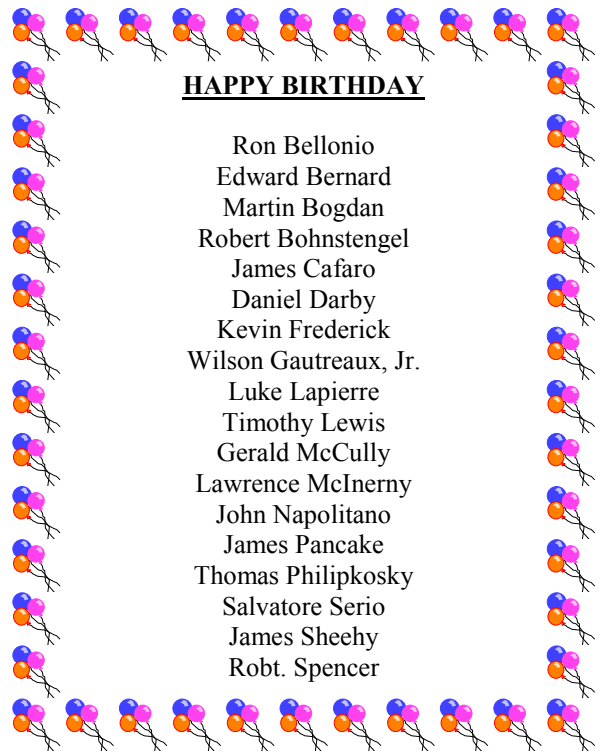 HAPPY BIRTHDAY
Ron Bellonio
Edward Bernard
Martin Bogdan
Robert Bohnstengel
James Cafaro
Daniel Darby
Kevin Frederick
Wilson Gautreaux, Jr.
Luke Lapierre
Timothy Lewis
Gerald McCully
Lawrence McInerny
John Napolitano
James Pancake
Thomas Philipkosky
Salvatore Serio
James Sheehy
Robt. Spencer